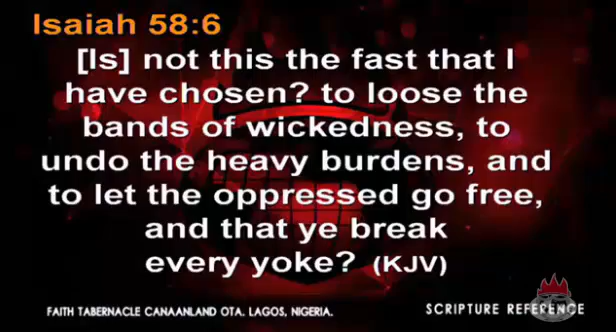 Isaiah 58:6
[Is] not this the fast that I
have chosen? to loose the
bands of wickedness, to
undo the heavy burdens, and
to let the oppressed go free,
and that ye break
every yoke? (KJV)
FAITH TABERNACLE CANAANLAND OTA. LAGOS, NIGERIA.
SCRIPTURE REFERENCE